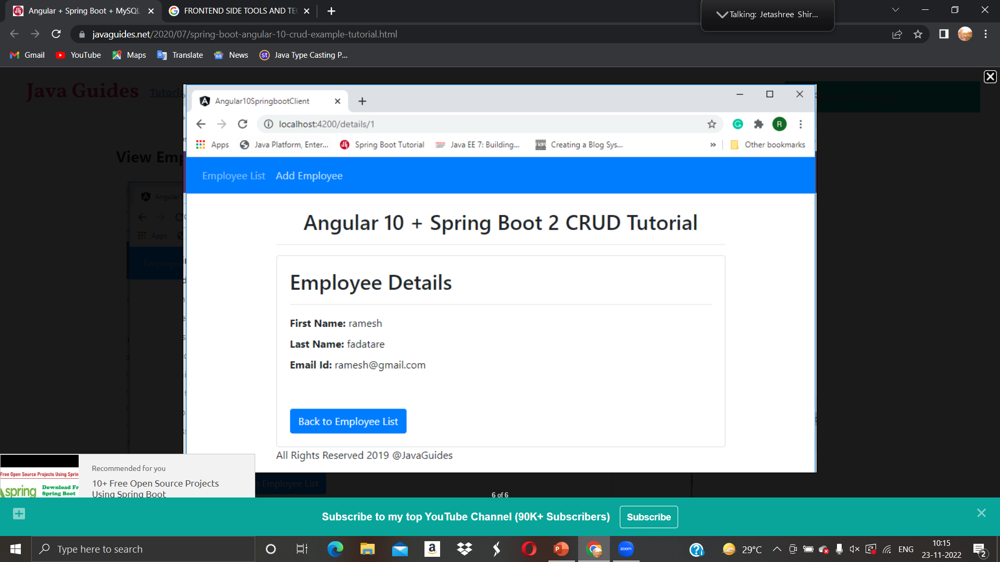 Angular + Spring Boot + MySQL
FRONTEND SIDE TOOLS AND TEC
Talking: Jetashree Shir...
javaguides.net/2020/07/spring-boot-angular-10-crud-example-tutorial.html
Gmail
YouTube
Maps
Translate
News
st
Java Type Casting P...
Java Guides
Tutoria
Angular10SpringbootClient
localhost:4200/details/1
R
Apps
Java Platform, Enter...
Spring Boot Tutorial
Java EE 7: Building...
Creating a Blog Sys...
Other bookmarks
View Emp
Angular1
Apps
Employee List
Add Employee
Angular 10 + Spring Boot 2 CRUD Tutorial
Employee Details
First Name: ramesh
Last Name: fadatare
Email Id: ramesh@gmail.com
Back to Employee List
All Rights Reserved 2019 @JavaGuides
Free Open Source Projects Using Sprin
spring
Download Fr
Spring Boot
Recommended for you
10+ Free Open Source Projects
Using Spring Boot
o Employee List
6 of 6
Subscribe to my top YouTube Channel (90K+ Subscribers)
Subscribe
Type here to search
zoom
29°C
ENG
10:15
23-11-2022
2